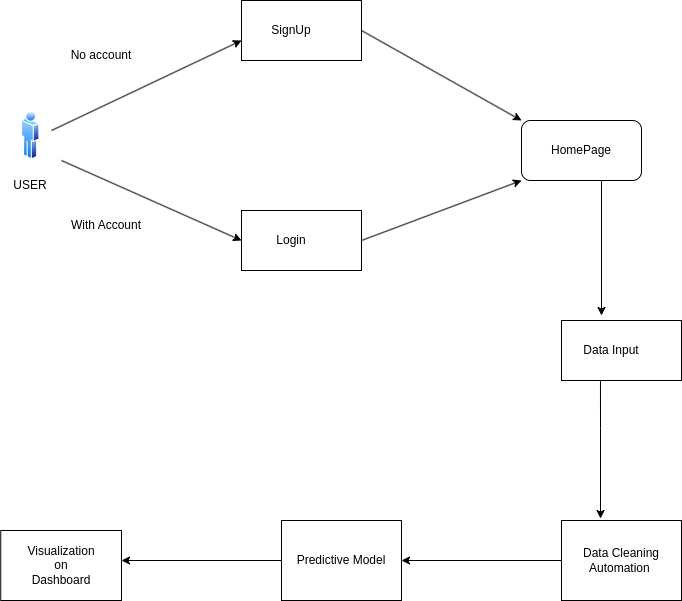 SignUp
No account
HomePage
USER
With Account
Login
Data Input
Visualization
on
Dashboard
Predictive Model
Data Cleaning
Automation